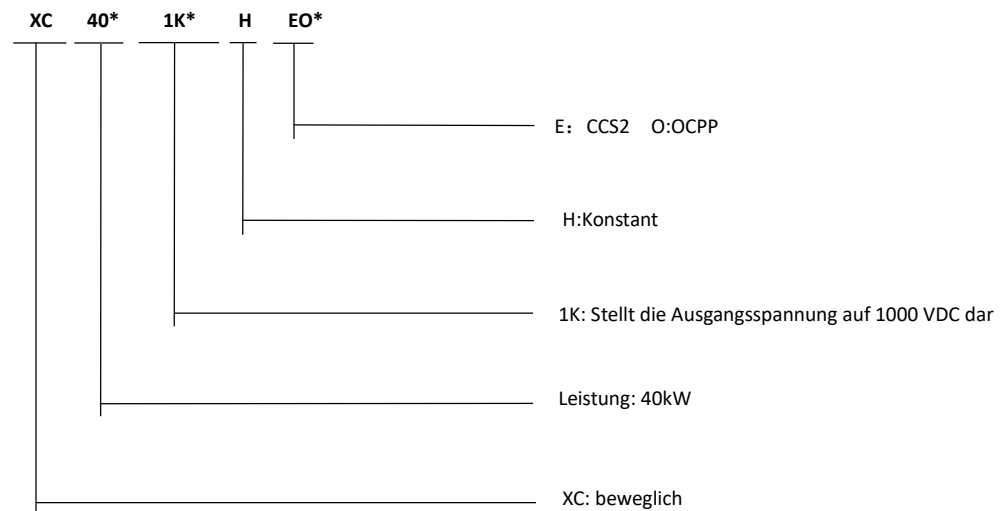 XC 40* 1K* H EO*
E： CCS2 O:OCPP
H:Konstant
1K: Stellt die Ausgangsspannung auf 1000 VDC dar
Leistung: 40kW
XC: beweglich